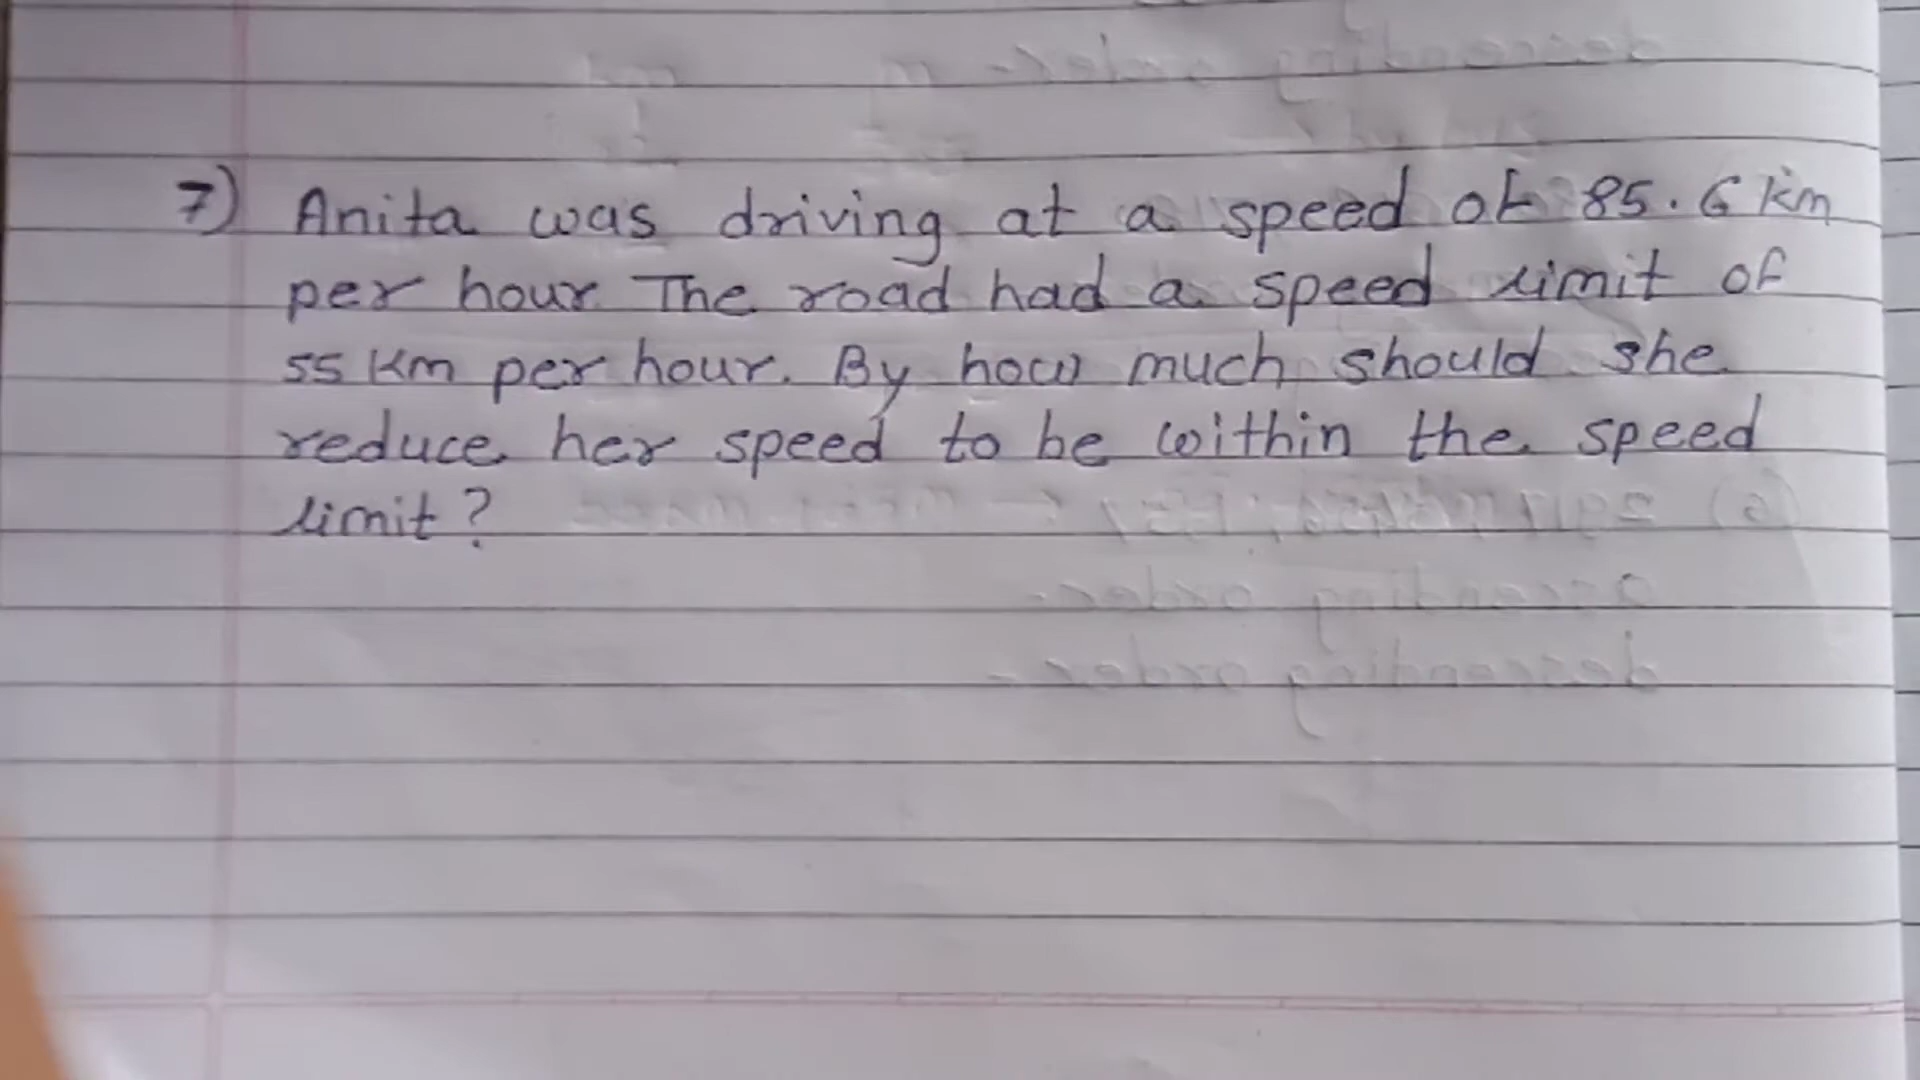 7) Anita was driving at a speed of 85.6 km
per hour The road had a speed limit of
55 km per hour. By how much should she
reduce her speed to be within the speed
limit?